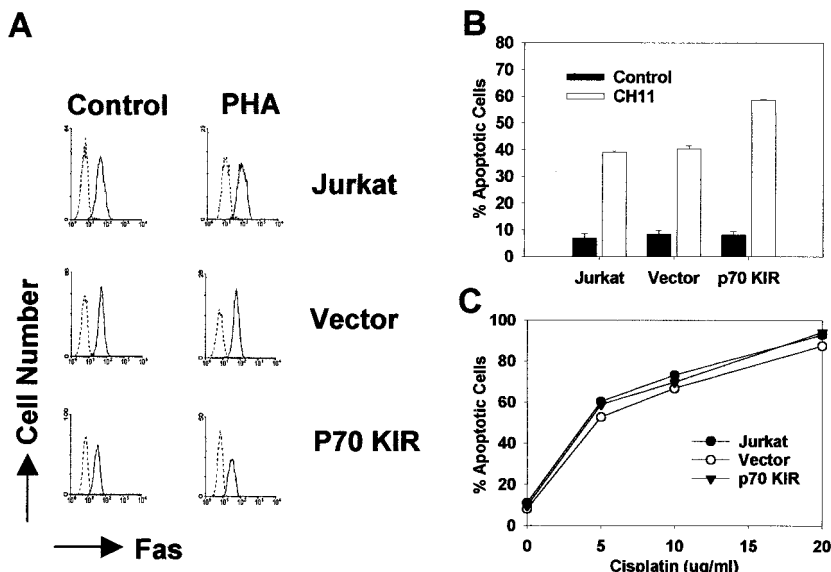 A
Control PHA
Jurkat
Vector
P70 KIR
Cell Number
Fas
B
% Apoptotic Cells
80
70
60
50
40
30
20
10
0
Control
CH11
Jurkat Vector p70 KIR
C
% Apoptotic Cells
100
80
60
40
20
0
Jurkat
Vector
p70 KIR
0 5 10 20
Cisplatin (ug/ml)